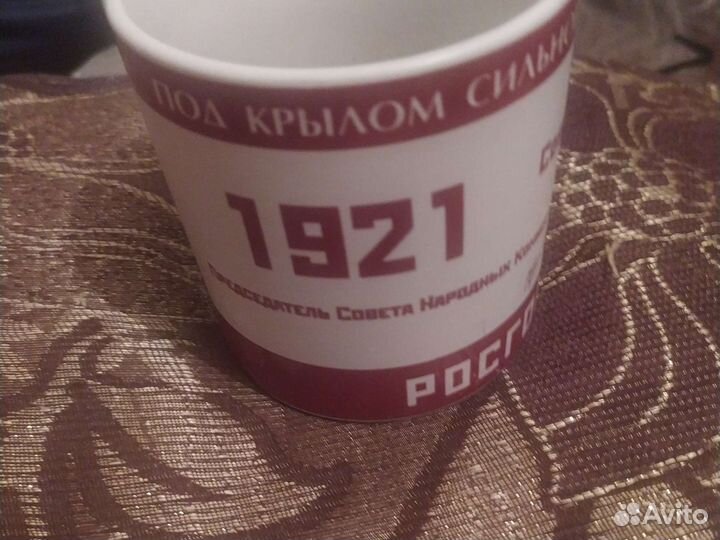 ПОД КРЫЛОМ СИЛЬНО
1921
Председатель Совета Народных
РОСГО
Avito